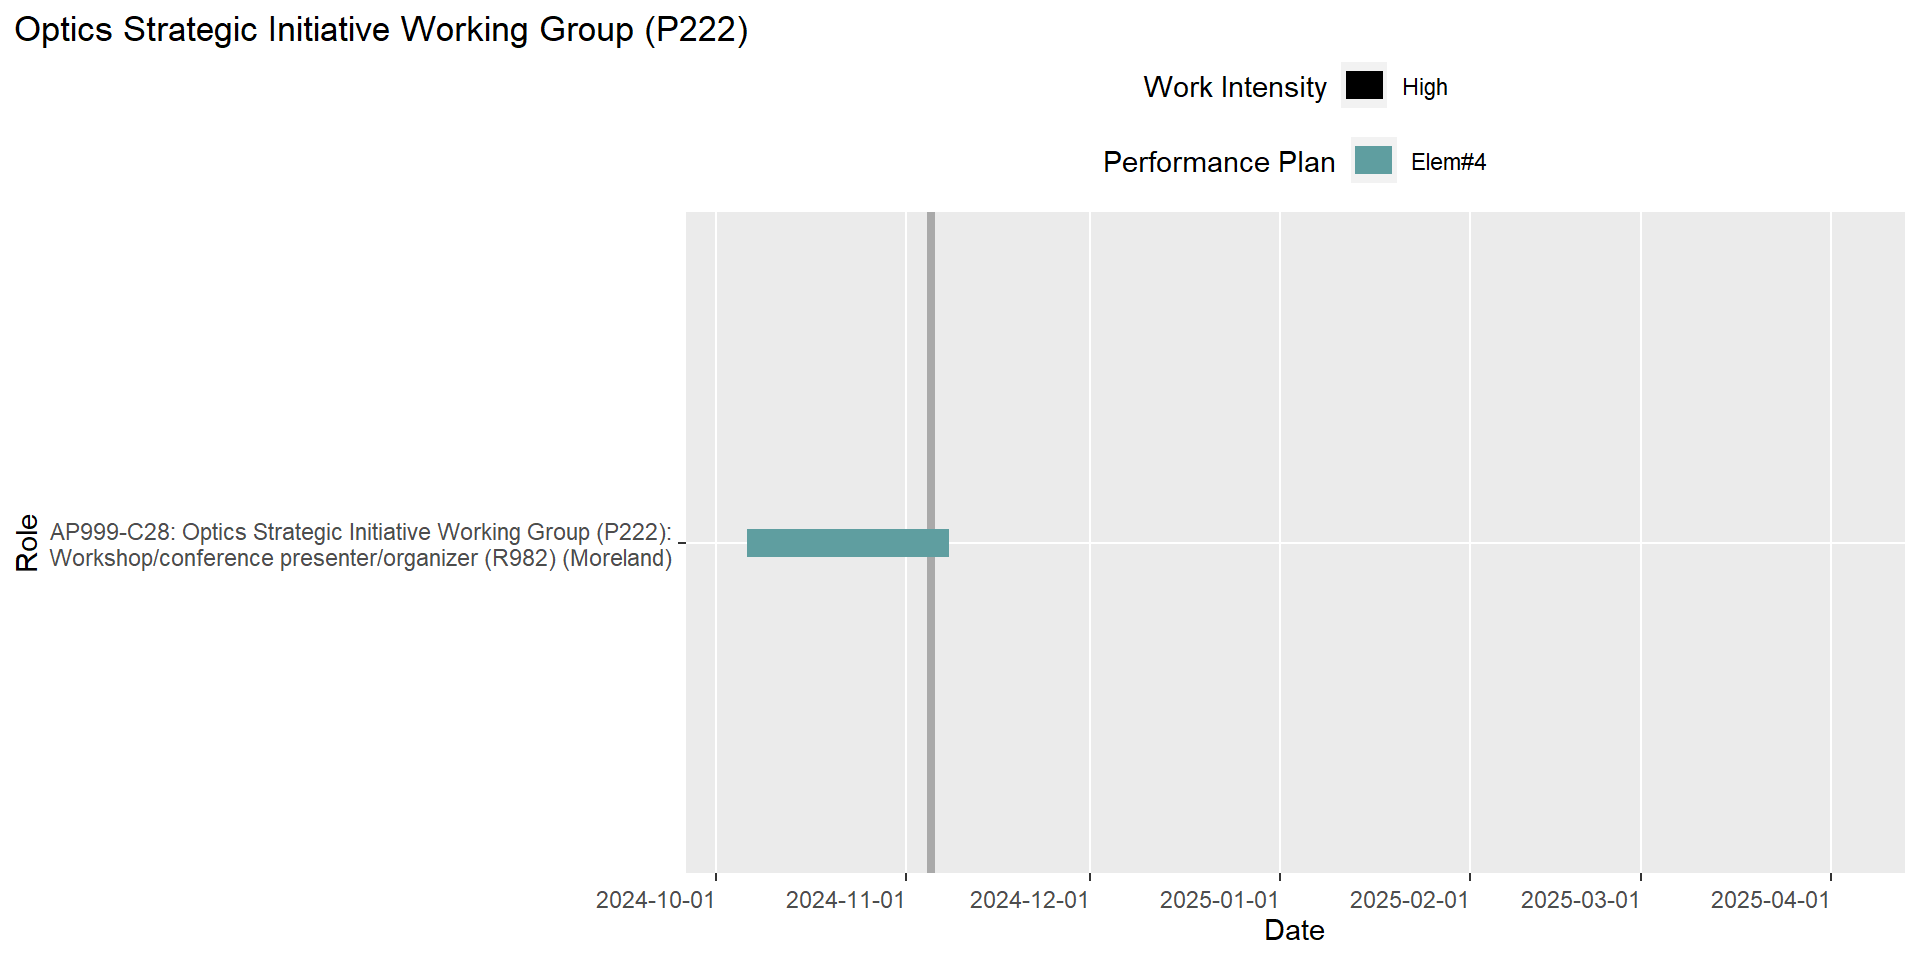 Optics Strategic Initiative Working Group (P222)
Work Intensity High
Performance Plan Elem#4
Role
AP999-C28: Optics Strategic Initiative Working Group (P222):
Workshop/conference presenter/organizer (R982) (Moreland)
2024-10-01 2024-11-01 2024-12-01 2025-01-01 2025-02-01 2025-03-01 2025-04-01
Date